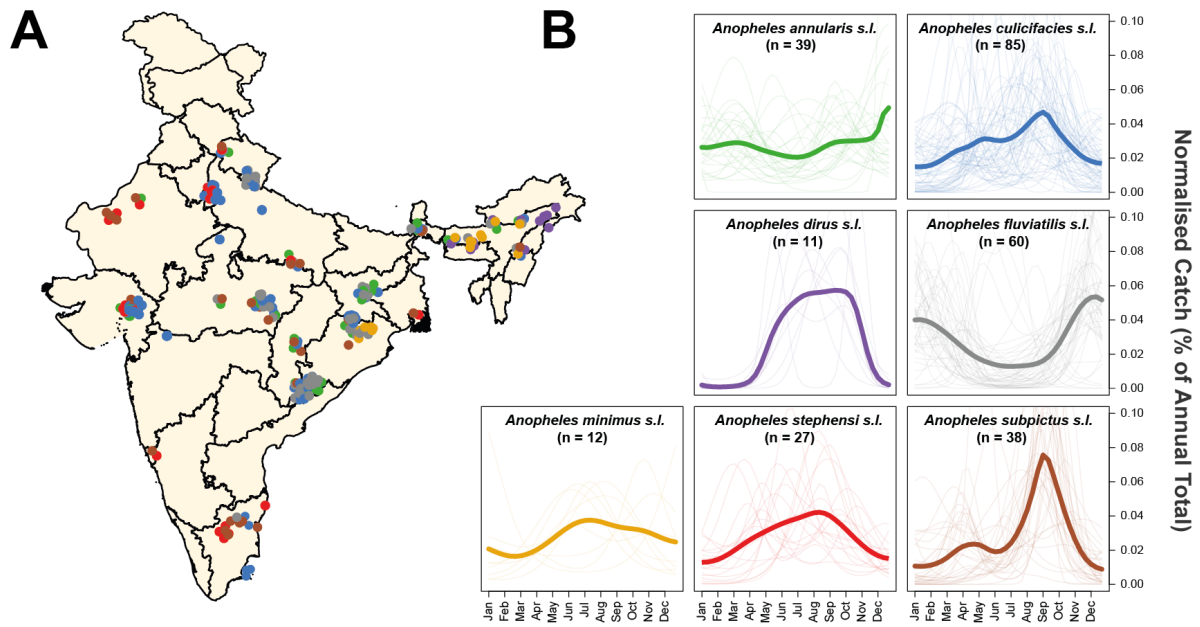 A
B
Anopheles annularis s.l.
(n = 39)
Anopheles culicifacies s.l.
(n = 85)
0.10
0.08
0.06
0.04
0.02
0.00
Anopheles dirus s.l.
(n = 11)
Anopheles fluviatilis s.l.
(n = 60)
0.10
0.08
0.06
0.04
0.02
0.00
Anopheles minimus s.l.
(n = 12)
Anopheles stephensi s.l.
(n = 27)
Anopheles subpictus s.l.
(n = 38)
0.10
0.08
0.06
0.04
0.02
0.00
Jan Feb Mar Apr May Jun Jul Aug Sep Oct Nov Dec
Jan Feb Mar Apr May Jun Jul Aug Sep Oct Nov Dec
Jan Feb Mar Apr May Jun Jul Aug Sep Oct Nov Dec
Normalised Catch (% of Annual Total)